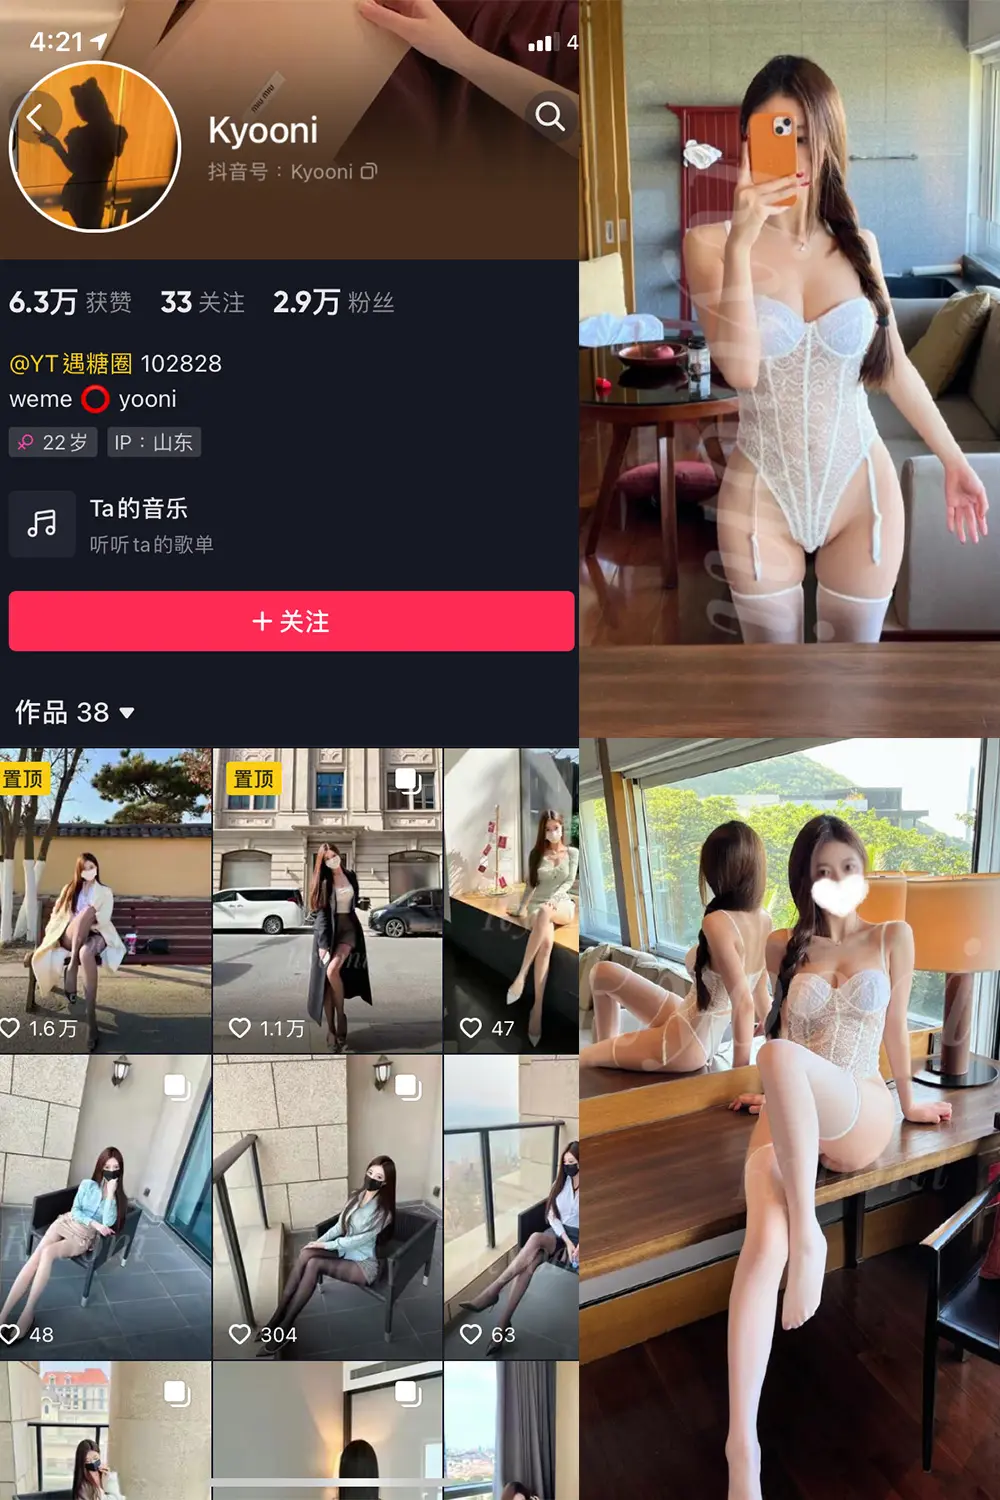 4:21
4
MIU MIU
Kyooni
抖音号：Kyooni
6.3万 获赞 33 关注 2.9万 粉丝
@YT遇糖圈 102828
weme ⭕ yooni
22岁 IP：山东
Ta的音乐
听听ta的歌单
+ 关注
作品 38
置顶 置顶
1.6万 1.1万 47
48 304 63